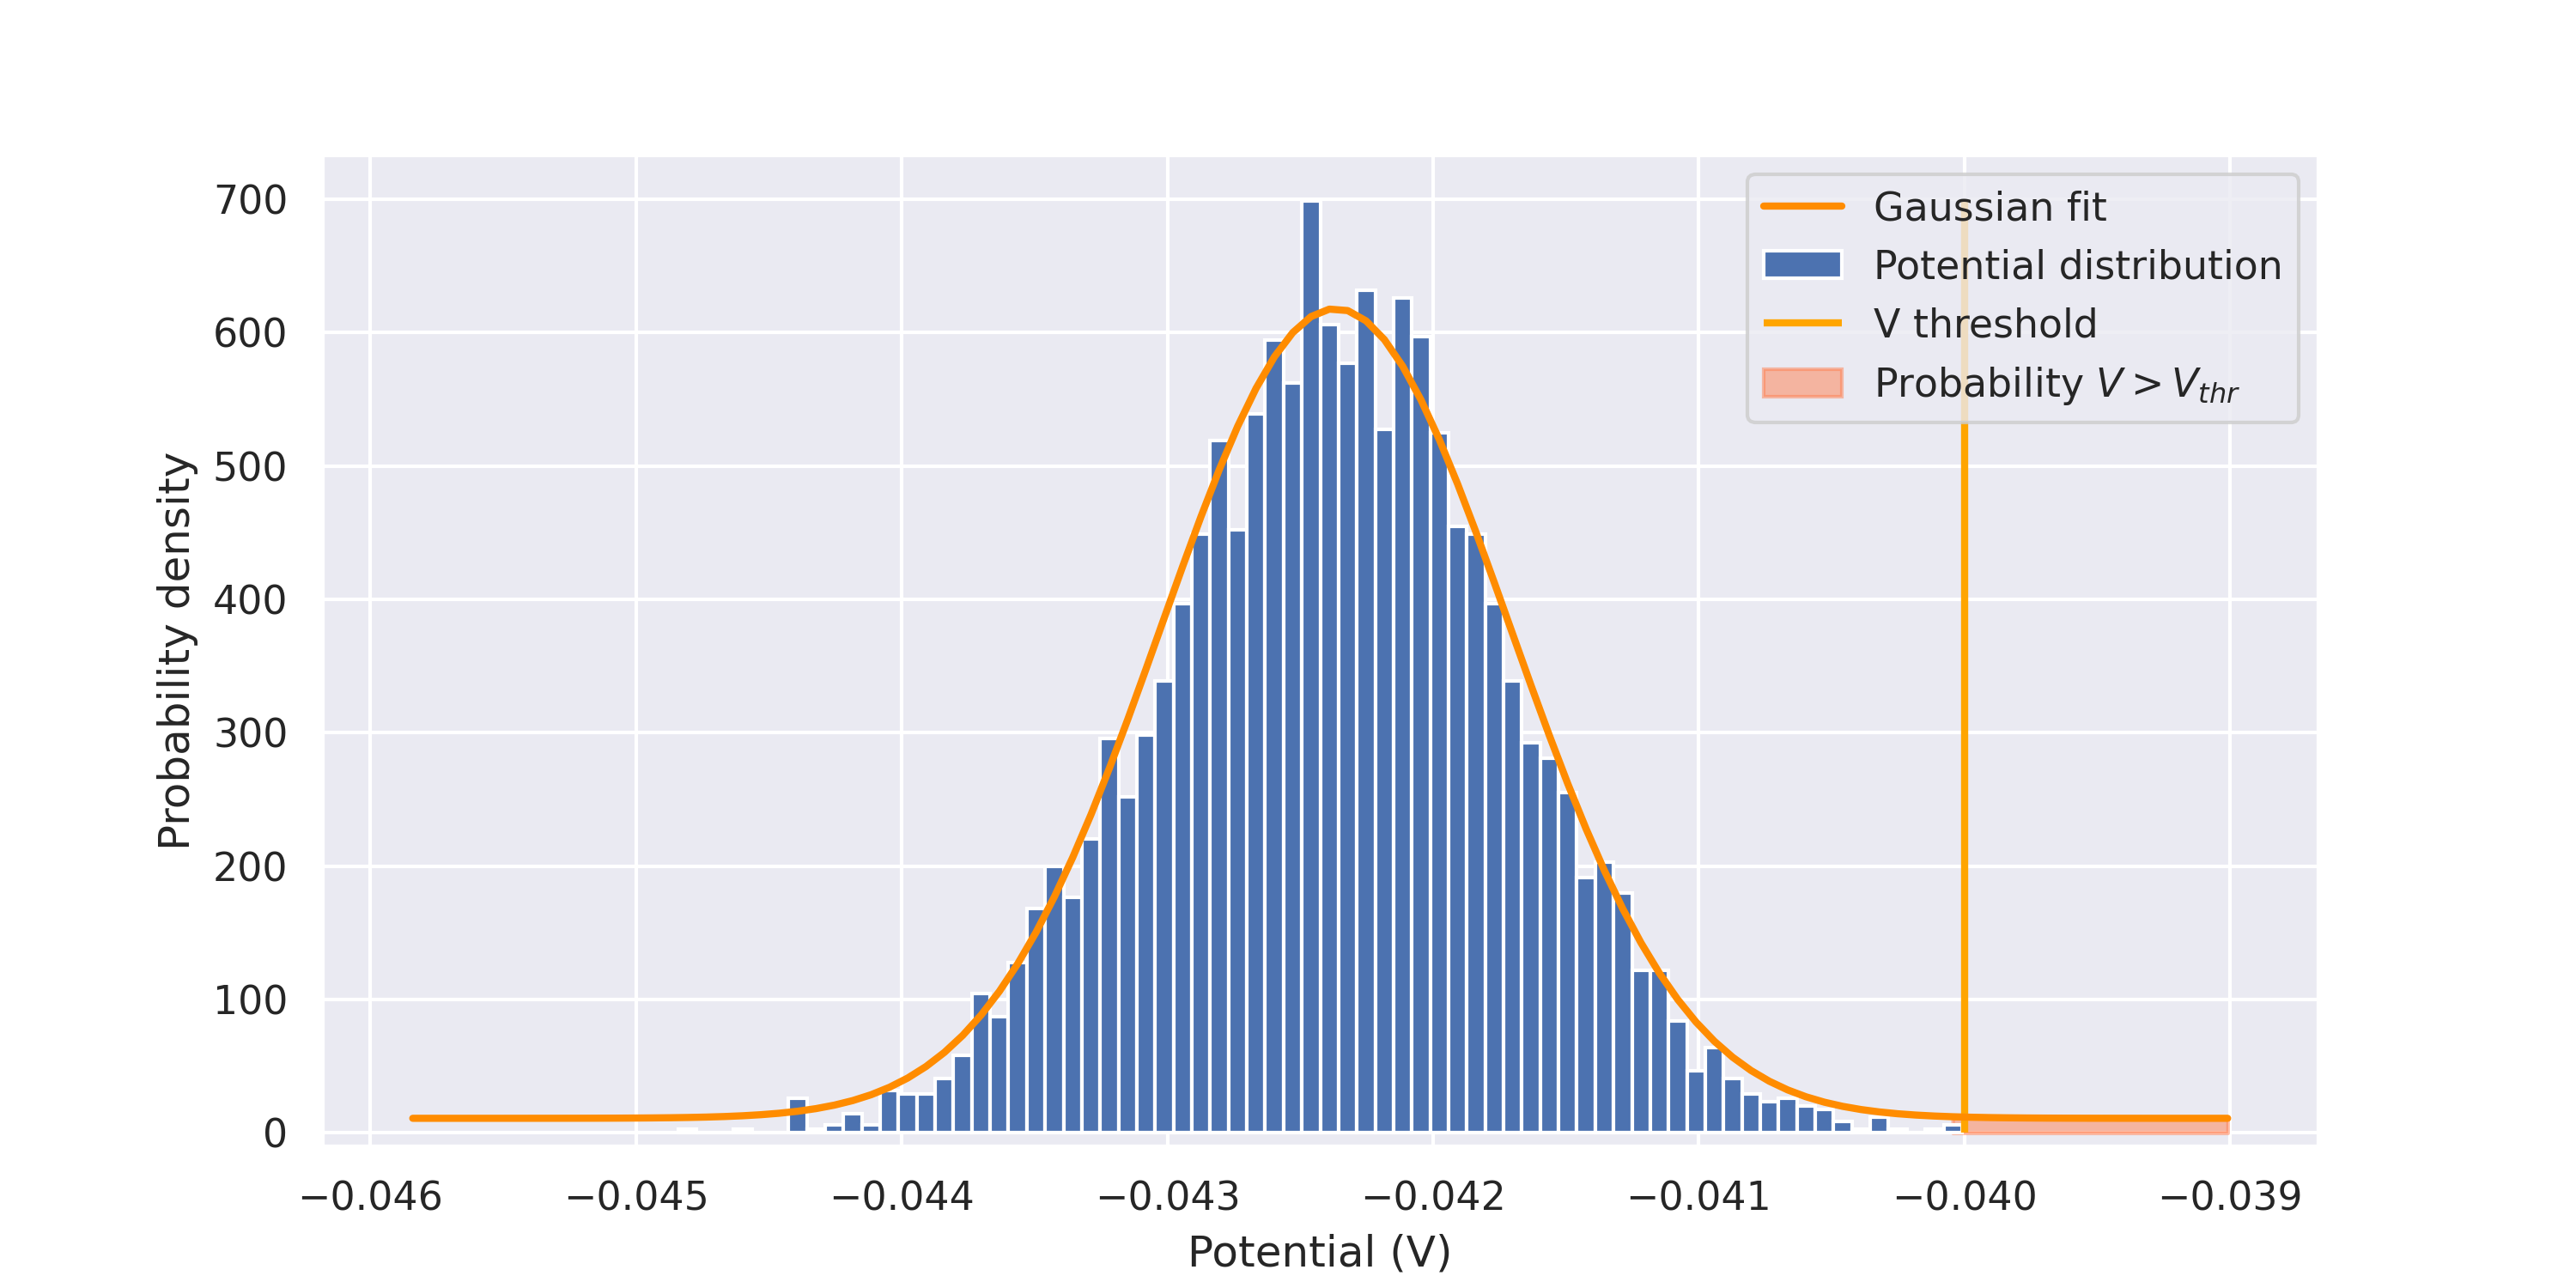 700
600
500
400
300
200
100
0
Probability density
−0.046 −0.045 −0.044 −0.043 −0.042 −0.041 −0.040 −0.039
Potential (V)
Gaussian fit
Potential distribution
V threshold
Probability V > V_thr